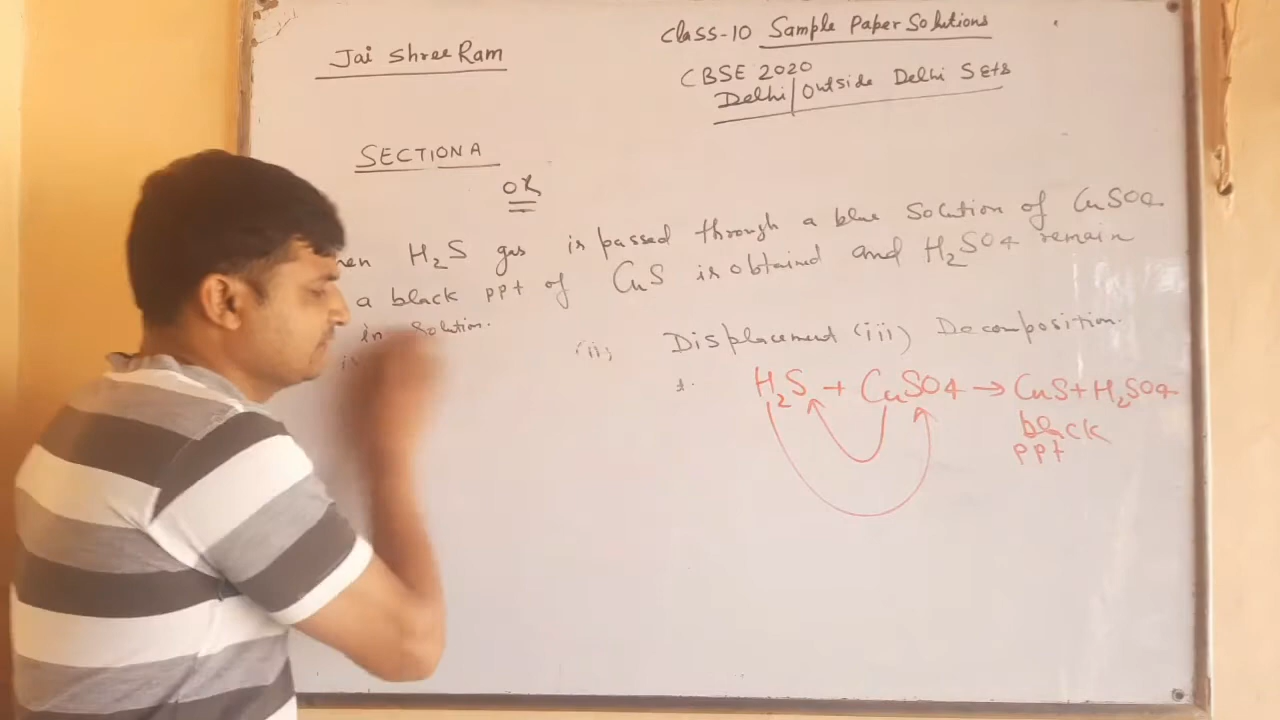 Jai Shree Ram
Class-10 Sample Paper Solutions
CBSE 2020
Delhi/Outside Delhi Sets
SECTION A
OR
hen H₂S gas is passed through a blue solution of CuSO4
a black ppt of CuS is obtained and H₂SO4 remain
in solution.
(ii) Displacement (iii) Decomposition.
H₂S + CuSO4 → CuS + H₂SO4
black
ppt